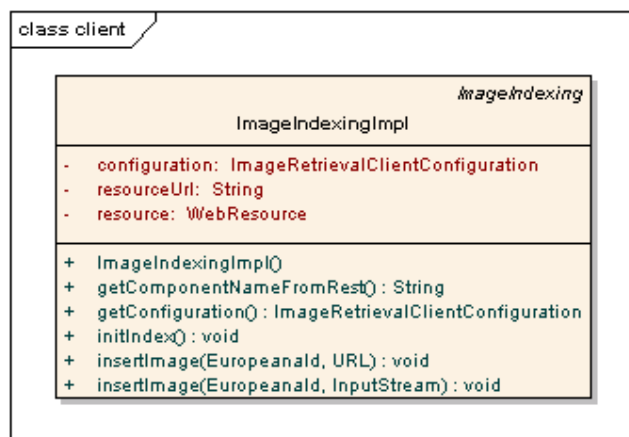 class client
ImageIndexing
ImageIndexingImpl
- configuration: ImageRetrievalClientConfiguration
- resourceUrl: String
- resource: WebResource
+ ImageIndexingImpl()
+ getComponentNameFromRest() : String
+ getConfiguration() : ImageRetrievalClientConfiguration
+ initIndex() : void
+ insertImage(EuropeanaId, URL) : void
+ insertImage(EuropeanaId, InputStream) : void